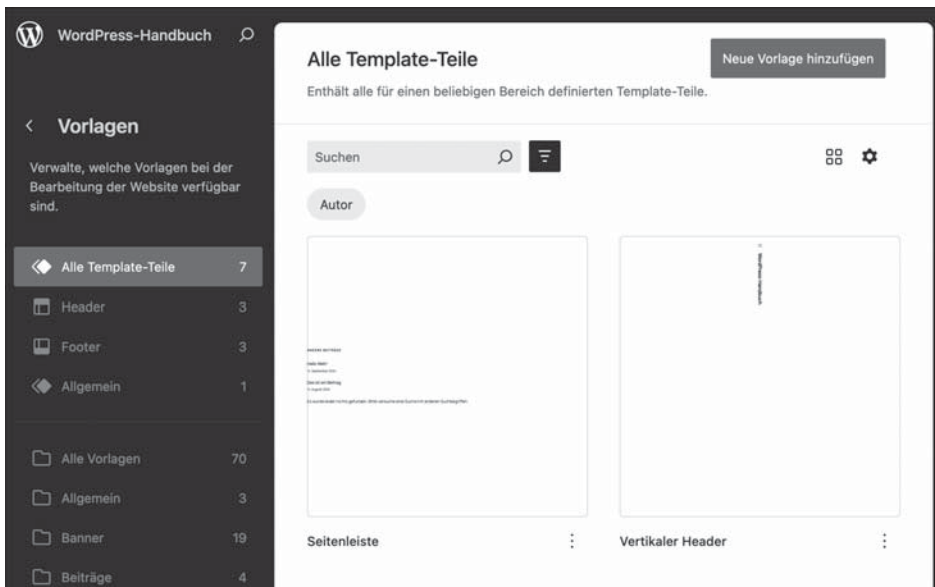 WordPress-Handbuch
Vorlagen
Verwalte, welche Vorlagen bei der
Bearbeitung der Website verfügbar
sind.
Alle Template-Teile 7
Header 3
Footer 3
Allgemein 1
Alle Vorlagen 70
Allgemein 3
Banner 19
Beiträge 4
Alle Template-Teile
Neue Vorlage hinzufügen
Enthält alle für einen beliebigen Bereich definierten Template-Teile.
Suchen
Autor
WordPress-Handbuch
Seitenleiste
Vertikaler Header